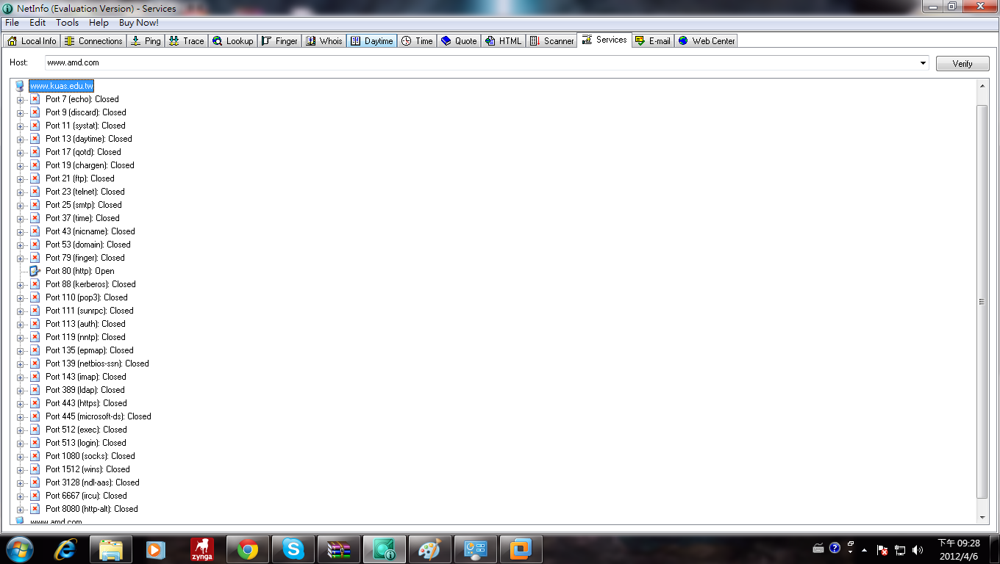 NetInfo (Evaluation Version) - Services
File Edit Tools Help Buy Now!
Local Info Connections Ping Trace Lookup Finger Whois Daytime Time Quote HTML Scanner Services E-mail Web Center
Host: www.amd.com Verify
www.kuas.edu.tw
Port 7 (echo): Closed
Port 9 (discard): Closed
Port 11 (systat): Closed
Port 13 (daytime): Closed
Port 17 (qotd): Closed
Port 19 (chargen): Closed
Port 21 (ftp): Closed
Port 23 (telnet): Closed
Port 25 (smtp): Closed
Port 37 (time): Closed
Port 43 (nicname): Closed
Port 53 (domain): Closed
Port 79 (finger): Closed
Port 80 (http): Open
Port 88 (kerberos): Closed
Port 110 (pop3): Closed
Port 111 (sunrpc): Closed
Port 113 (auth): Closed
Port 119 (nntp): Closed
Port 135 (epmap): Closed
Port 139 (netbios-ssn): Closed
Port 143 (imap): Closed
Port 389 (ldap): Closed
Port 443 (https): Closed
Port 445 (microsoft-ds): Closed
Port 512 (exec): Closed
Port 513 (login): Closed
Port 1080 (socks): Closed
Port 1512 (wins): Closed
Port 3128 (ndl-aas): Closed
Port 6667 (ircu): Closed
Port 8080 (http-alt): Closed
www.amd.com
zynga
下午 09:28
2012/4/6